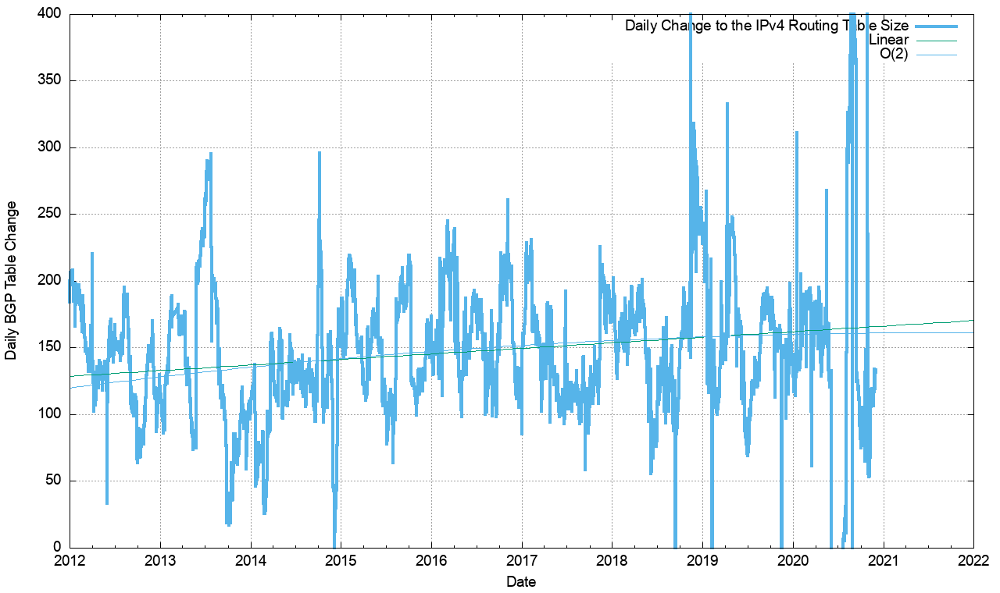 400
350
300
250
200
150
100
50
0
Daily BGP Table Change
Daily Change to the IPv4 Routing Table Size
Linear
O(2)
2012 2013 2014 2015 2016 2017 2018 2019 2020 2021 2022
Date